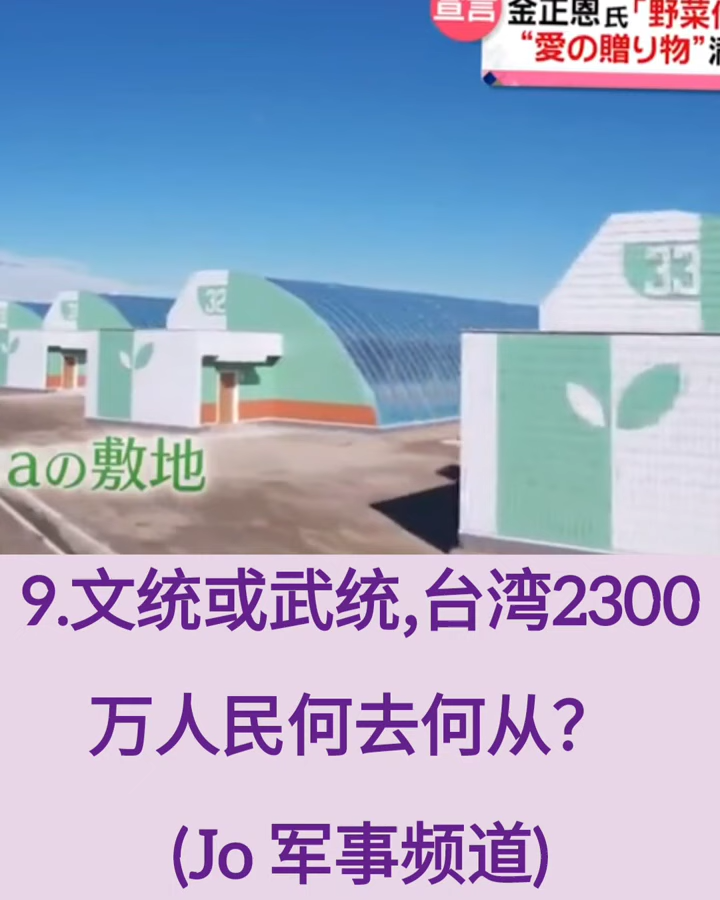 宣言 金正恩氏「野菜
“愛の贈り物”
33
32
aの敷地
9.文统或武统,台湾2300
万人民何去何从?
(Jo 军事频道)